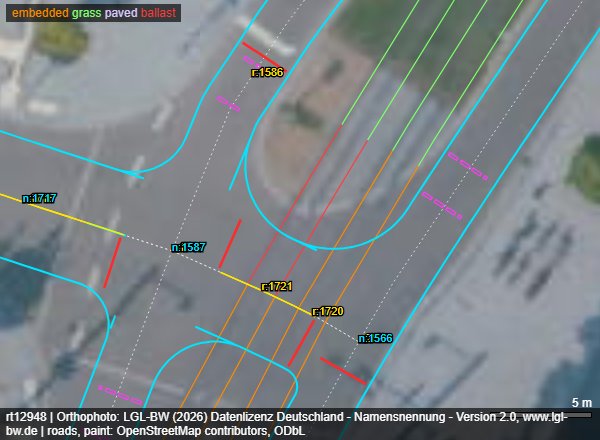 embedded grass paved ballast
r:1586
n:1717
n:1587
r:1721
r:1720
n:1566
5 m
rt12948 | Orthophoto: LGL-BW (2026) Datenlizenz Deutschland - Namensnennung - Version 2.0, www.lgl-
bw.de | roads, paint: OpenStreetMap contributors, ODbL